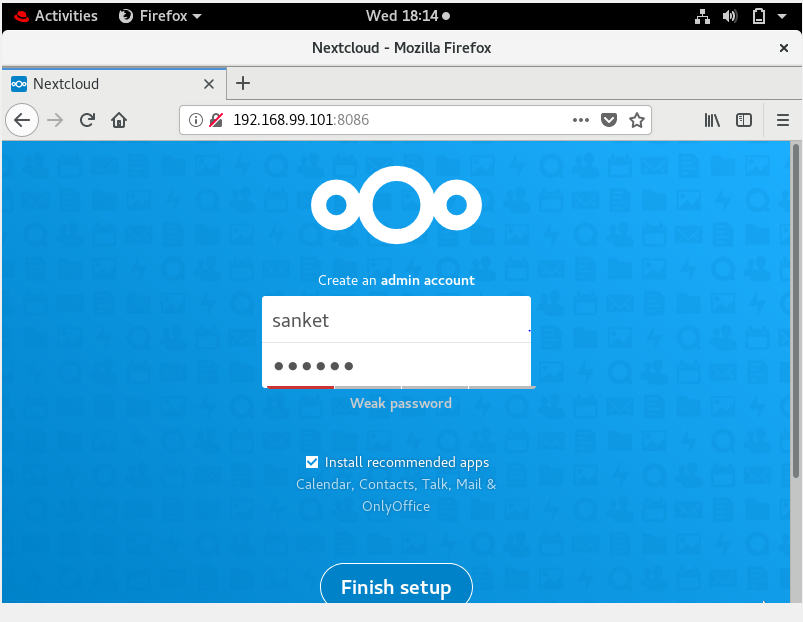 Activities Firefox Wed 18:14
Nextcloud - Mozilla Firefox
Nextcloud
192.168.99.101:8086
Create an admin account
sanket
●●●●●●
Weak password
Install recommended apps
Calendar, Contacts, Talk, Mail &
OnlyOffice
Finish setup